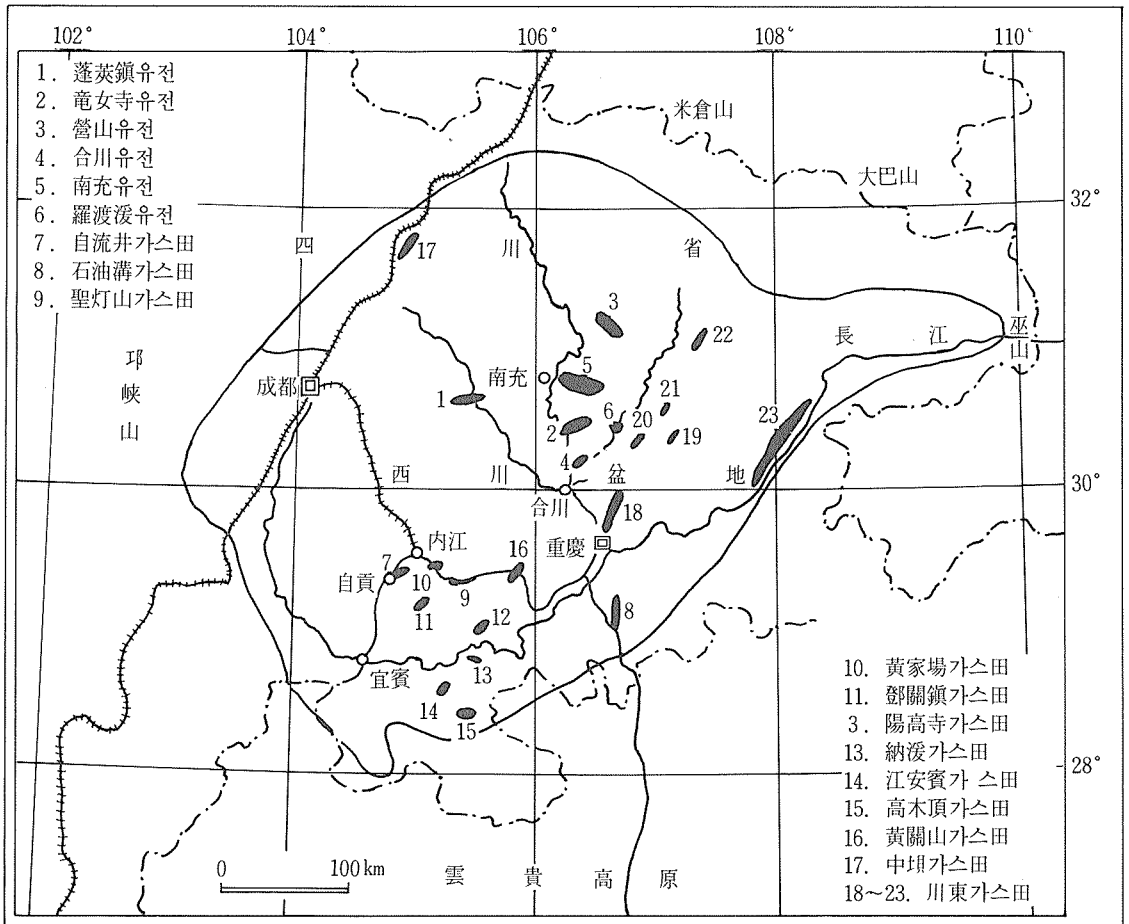 102° 104° 106° 108° 110°
1. 蓬英鎭유전
2. 竜女寺유전
3. 營山유전
4. 合川유전
5. 南充유전
6. 羅渡湲유전
7. 自流井가스田
8. 石油溝가스田
9. 聖灯山가스田
米倉山
大巴山
32°
四 川 省
17
3
22
長 江
巫山
邛峽山
成都
南充
5
1
21
23
2
6
20
19
4
西 川 盆 地
30°
合川
18
内江
重慶
7
16
自貢
10
9
11
12
8
宜賓
13
14
15
10. 黃家場가스田
11. 鄧關鎭가스田
3. 陽高寺가스田
13. 納湲가스田
14. 江安賓가 스田
15. 高木頂가스田
16. 黃關山가스田
17. 中垻가스田
18~23. 川東가스田
28°
0 100km
雲 貴 高 原